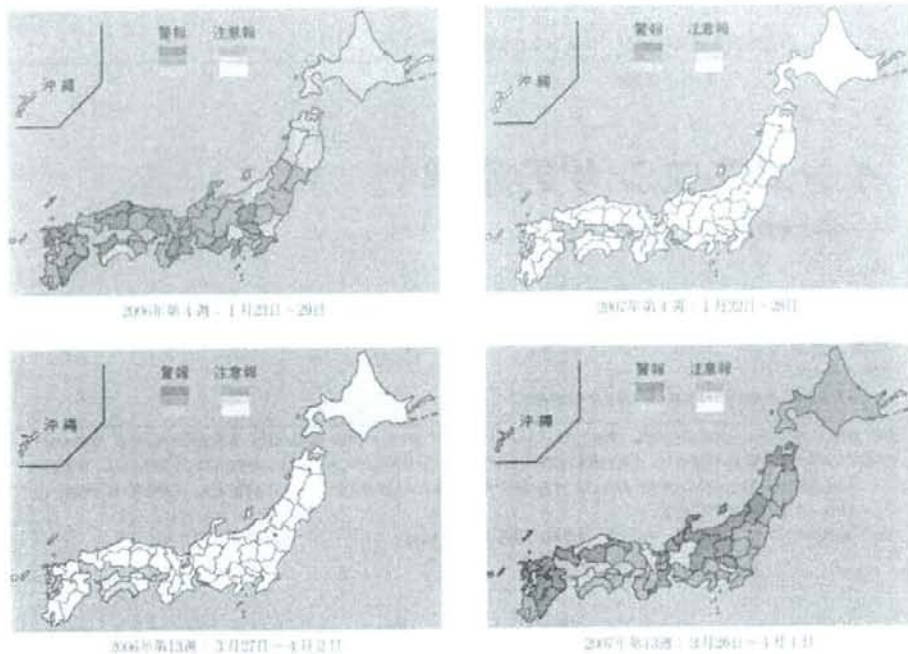 警報 注意報
沖縄
2006年第4週：1月23日～29日
警報 注意報
沖縄
2007年第4週：1月22日～28日
警報 注意報
沖縄
2006年第13週：3月27日～4月2日
警報 注意報
沖縄
2007年第13週：3月26日～4月1日